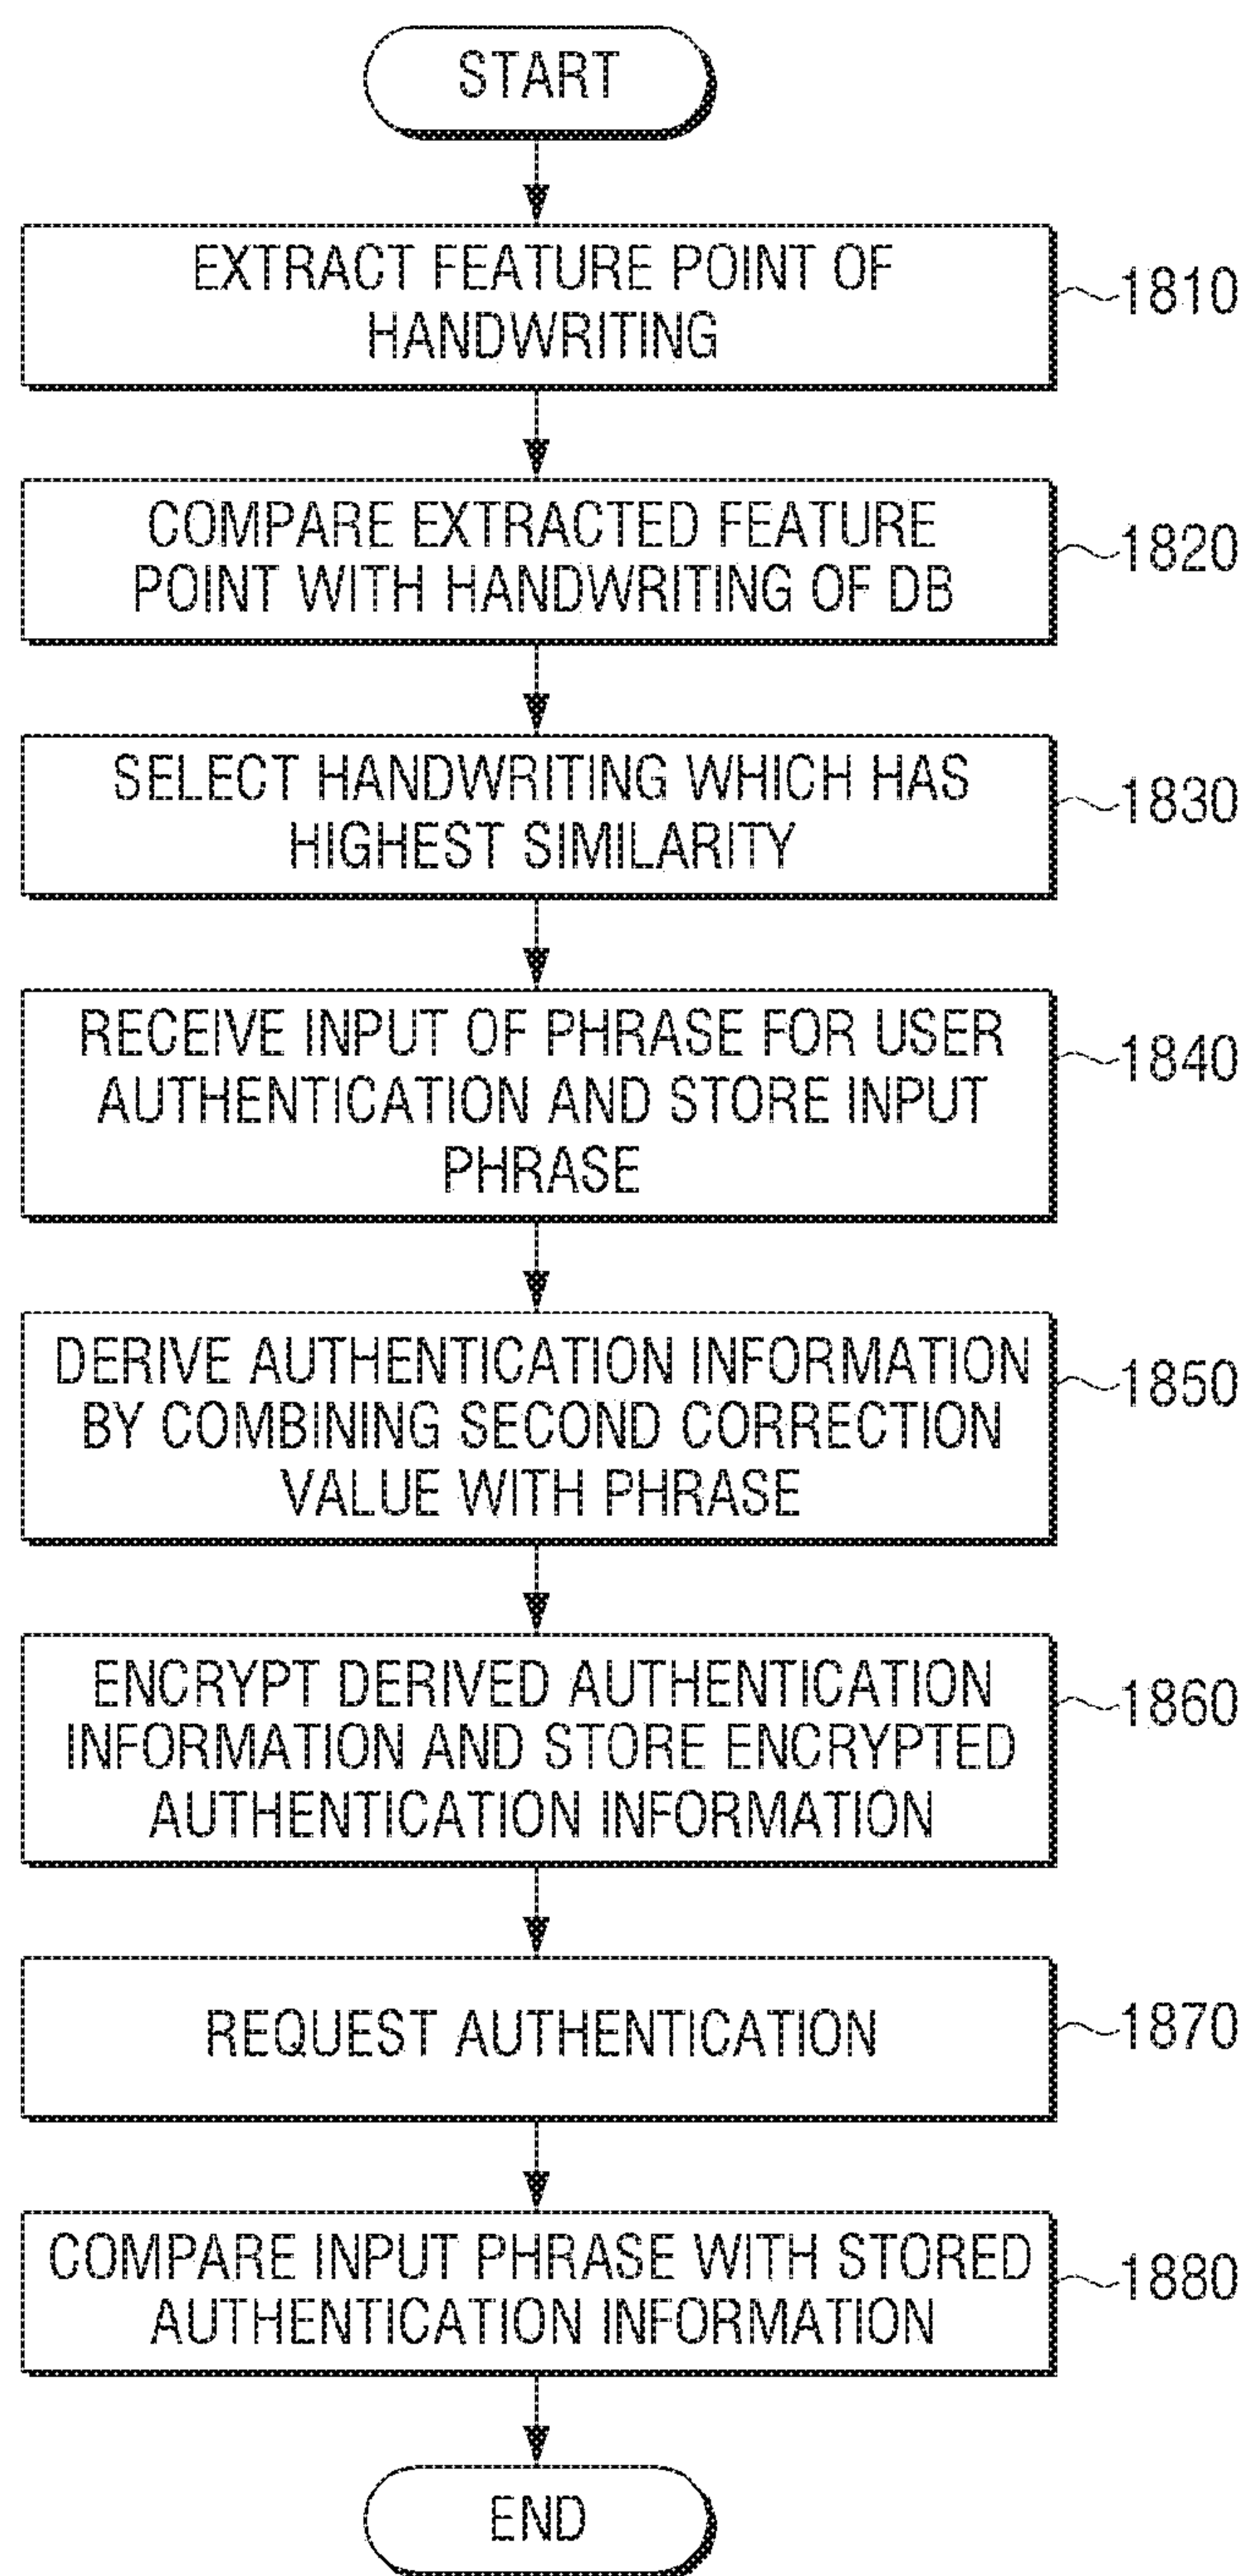 START
EXTRACT FEATURE POINT OF
HANDWRITING
1810
COMPARE EXTRACTED FEATURE
POINT WITH HANDWRITING OF DB
1820
SELECT HANDWRITING WHICH HAS
HIGHEST SIMILARITY
1830
RECEIVE INPUT OF PHRASE FOR USER
AUTHENTICATION AND STORE INPUT
PHRASE
1840
DERIVE AUTHENTICATION INFORMATION
BY COMBINING SECOND CORRECTION
VALUE WITH PHRASE
1850
ENCRYPT DERIVED AUTHENTICATION
INFORMATION AND STORE ENCRYPTED
AUTHENTICATION INFORMATION
1860
REQUEST AUTHENTICATION
1870
COMPARE INPUT PHRASE WITH STORED
AUTHENTICATION INFORMATION
1880
END